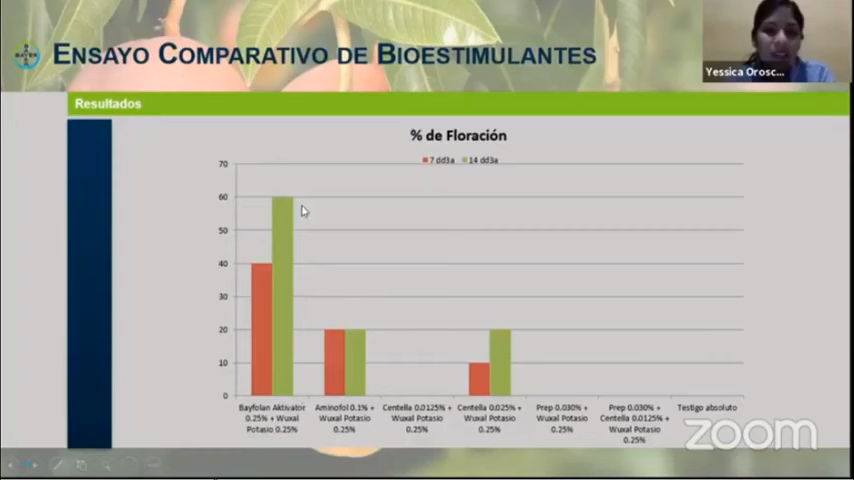 BAYER
ENSAYO COMPARATIVO DE BIOESTIMULANTES
Yessica Orosc...
Resultados
% de Floración
7 dd3a 14 dd3a
70
60
50
40
30
20
10
0
Bayfolan Aktivator 0.25% + Wuxal Potasio 0.25%
Aminofol 0.1% + Wuxal Potasio 0.25%
Centella 0.0125% + Wuxal Potasio 0.25%
Centella 0.025% + Wuxal Potasio 0.25%
Prep 0.030% + Wuxal Potasio 0.25%
Prep 0.030% + Centella 0.0125% + Wuxal Potasio 0.25%
Testigo absoluto
zoom